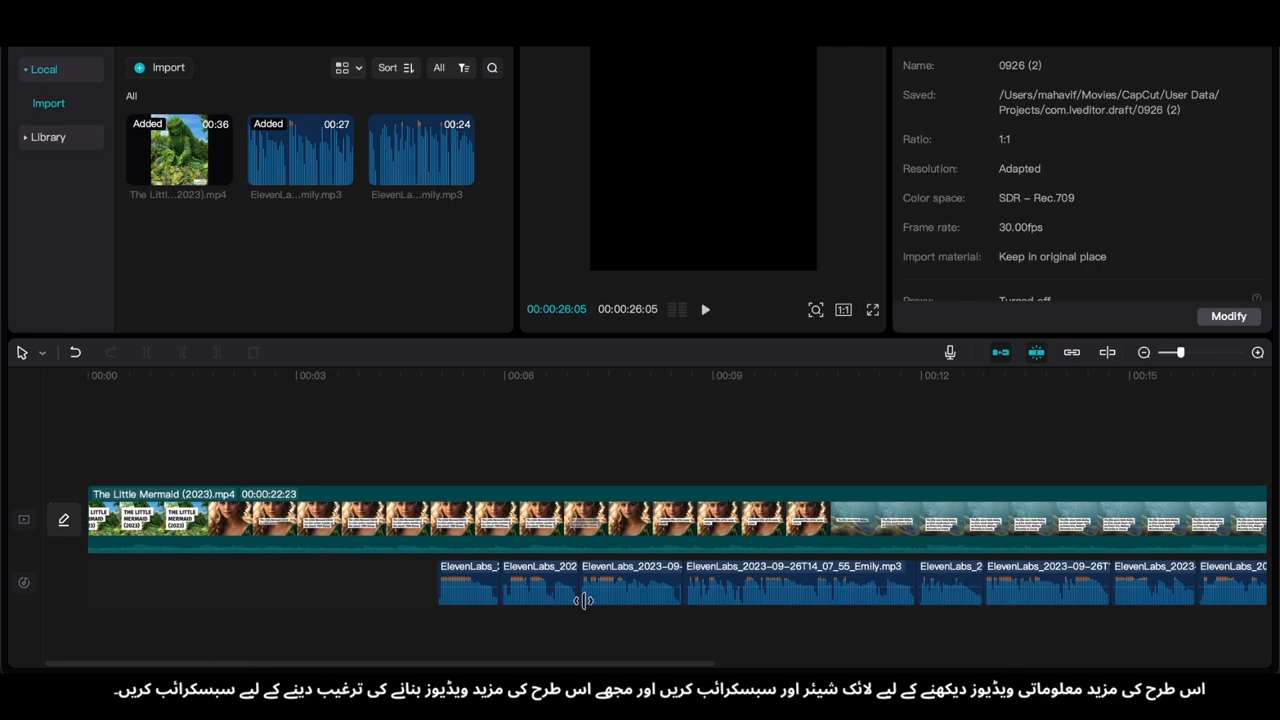 Local
Import
Library
Import
Sort
All
All
Added
00:36
The Littl...2023).mp4
Added
00:27
ElevenLa...mily.mp3
00:24
ElevenLa...mily.mp3
00:00:26:05
00:00:26:05
1:1
Name: 0926 (2)
Saved: /Users/mahavif/Movies/CapCut/User Data/
Projects/com.lveditor.draft/0926 (2)
Ratio: 1:1
Resolution: Adapted
Color space: SDR – Rec.709
Frame rate: 30.00fps
Import material: Keep in original place
Proxy: Turned off
Modify
00:00 00:03 00:06 00:09 00:12 00:15
The Little Mermaid (2023).mp4 00:00:22:23
THE LITTLE
MERMAID
(2023)
ElevenLabs_2 ElevenLabs_202 ElevenLabs_2023-09- ElevenLabs_2023-09-26T14_07_55_Emily.mp3 ElevenLabs_2 ElevenLabs_2023-09-26T ElevenLabs_2023- ElevenLabs_20
اس طرح کی مزید معلوماتی ویڈیوز دیکھنے کے لیے لائک شیئر اور سبسکرائب کریں اور مجھے اس طرح کی مزید ویڈیوز بنانے کی ترغیب دینے کے لیے سبسکرائب کریں۔